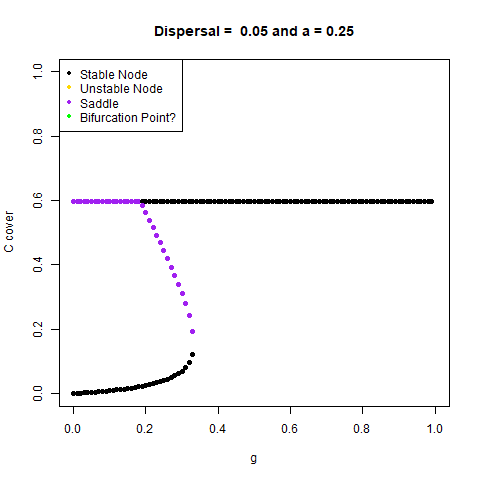 Dispersal =  0.05 and a = 0.25
Stable Node
Unstable Node
Saddle
Bifurcation Point?
C cover
1.0
0.8
0.6
0.4
0.2
0.0
0.0 0.2 0.4 0.6 0.8 1.0
g